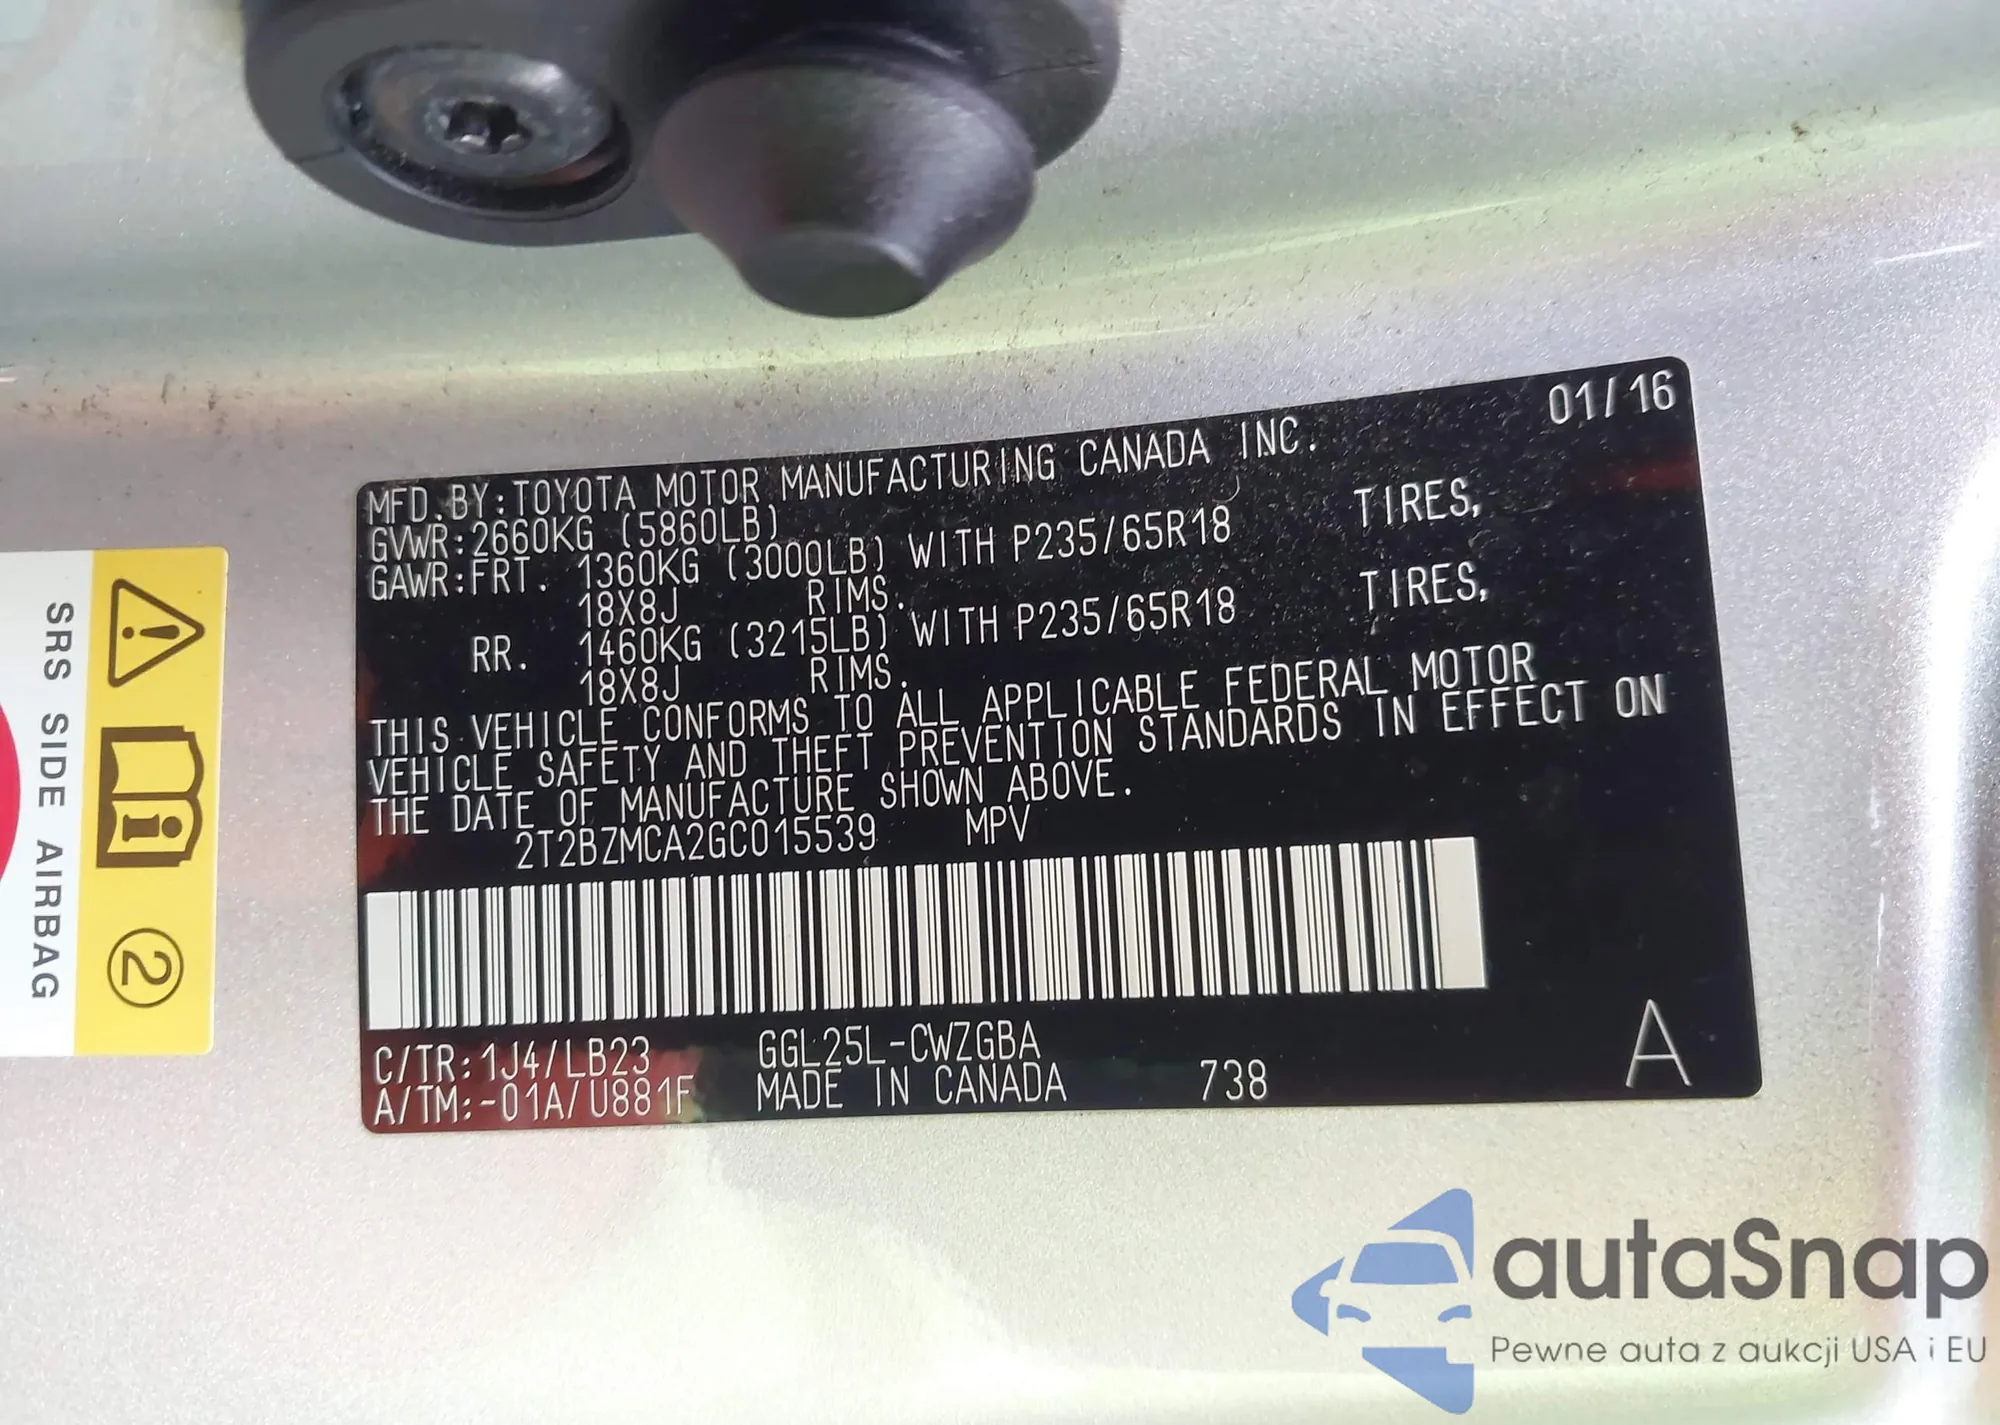 01/16
MFD.BY:TOYOTA MOTOR MANUFACTURING CANADA INC.
GVWR:2660KG (5860LB)
GAWR:FRT. 1360KG (3000LB) WITH P235/65R18 TIRES,
18X8J RIMS.
RR. 1460KG (3215LB) WITH P235/65R18 TIRES,
18X8J RIMS.
THIS VEHICLE CONFORMS TO ALL APPLICABLE FEDERAL MOTOR
VEHICLE SAFETY AND THEFT PREVENTION STANDARDS IN EFFECT ON
THE DATE OF MANUFACTURE SHOWN ABOVE.
2T2BZMCA2GC015539 MPV
C/TR:1J4/LB23 GGL25L-CWZGBA
A/TM:-01A/U881F MADE IN CANADA 738 A
SRS SIDE AIRBAG
2
autaSnap
Pewne auta z aukcji USA i EU